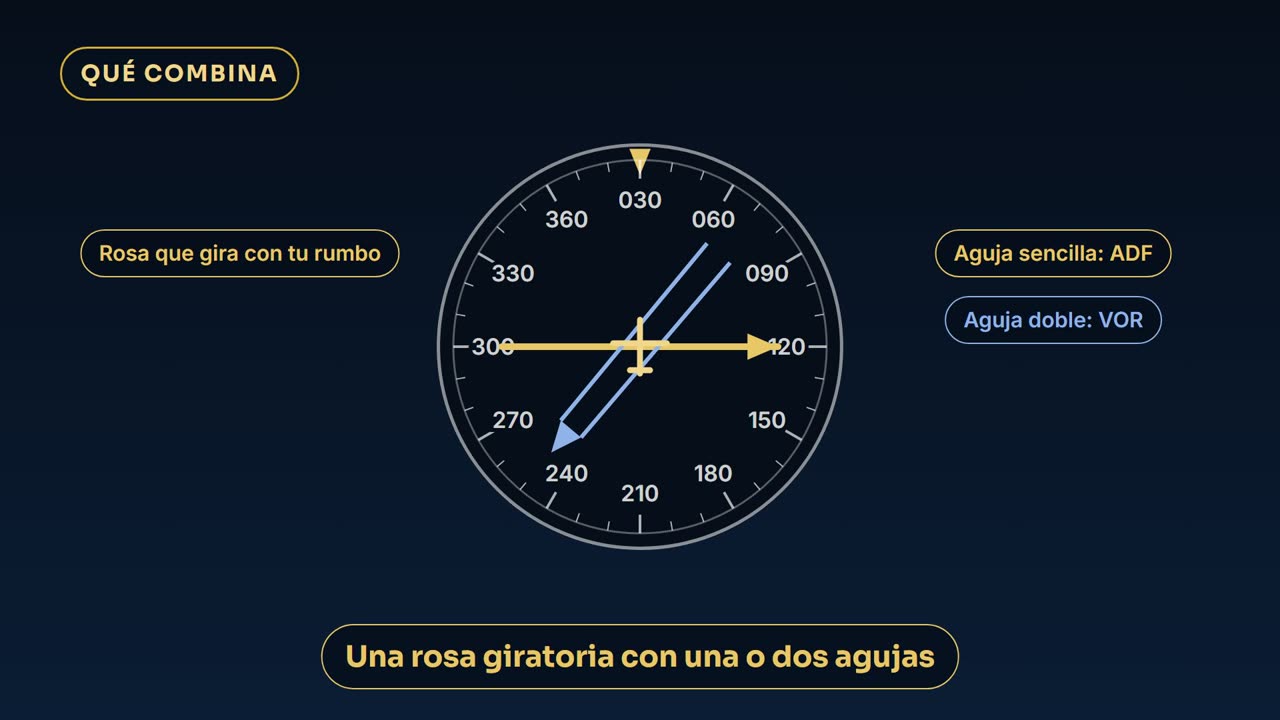 QUÉ COMBINA
Rosa que gira con tu rumbo
030
060
090
120
150
180
210
240
270
300
330
360
Aguja sencilla: ADF
Aguja doble: VOR
Una rosa giratoria con una o dos agujas